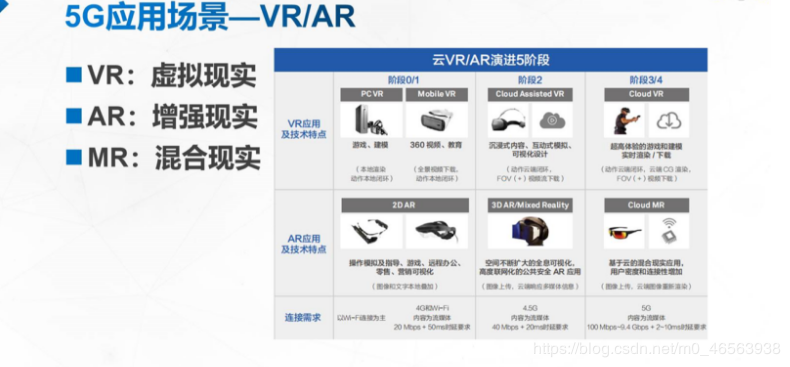 5G应用场景—VR/AR
VR：虚拟现实
AR：增强现实
MR：混合现实
云VR/AR演进5阶段
阶段0/1
阶段2
阶段3/4
VR应用
及技术特点
PC VR
Mobile VR
Cloud Assisted VR
Cloud VR
游戏、建模
360 视频、教育
沉浸式内容、互动式模拟、
可视化设计
超高体验的游戏和建模
实时渲染/下载
（本地渲染
动作本地闭环）
（全景视频下载,
动作本地闭环）
（动作云端闭环,
FOV（+）视频流下载）
（动作云端闭环, 云端CG 渲染,
FOV（+）视频下载）
AR应用
及技术特点
2D AR
3D AR/Mixed Reality
Cloud MR
操作模拟及指导、游戏、远程办公、
零售、营销可视化
空间不断扩大的全息可视化,
高度联网化的公共安全 AR 应用
基于云的混合现实应用,
用户密度和连接性增加
（图像和文字本地叠加）
（图像上传, 云端响应多媒体信息）
（图像上传, 云端图像重新渲染）
连接需求
以Wi-Fi连接为主
4G和Wi-Fi
内容为流媒体
20 Mbps + 50ms时延要求
4.5G
内容为流媒体
40 Mbps + 20ms时延要求
5G
内容为流媒体
100 Mbps~9.4 Gbps + 2~10ms时延要求
https://blog.csdn.net/m0_46563938